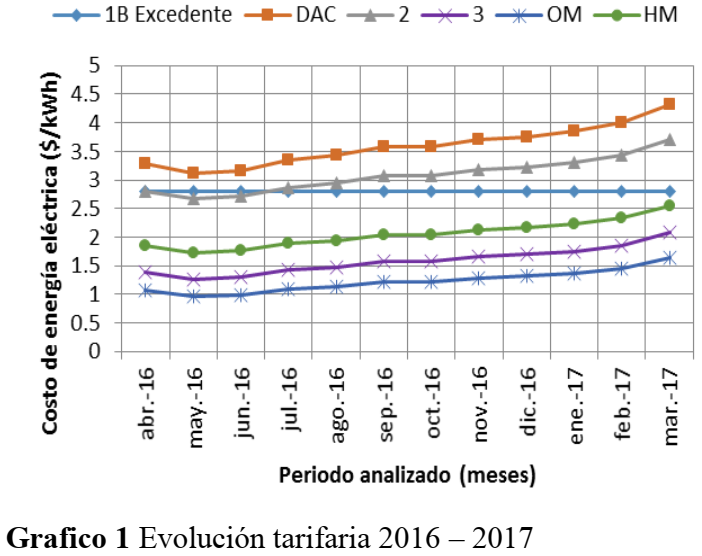 1B Excedente DAC 2 3 OM HM
Costo de energía eléctrica ($/kWh)
5
4.5
4
3.5
3
2.5
2
1.5
1
0.5
0
abr.-16
may.-16
jun.-16
jul.-16
ago.-16
sep.-16
oct.-16
nov.-16
dic.-16
ene.-17
feb.-17
mar.-17
Periodo analizado (meses)
Grafico 1 Evolución tarifaria 2016 – 2017